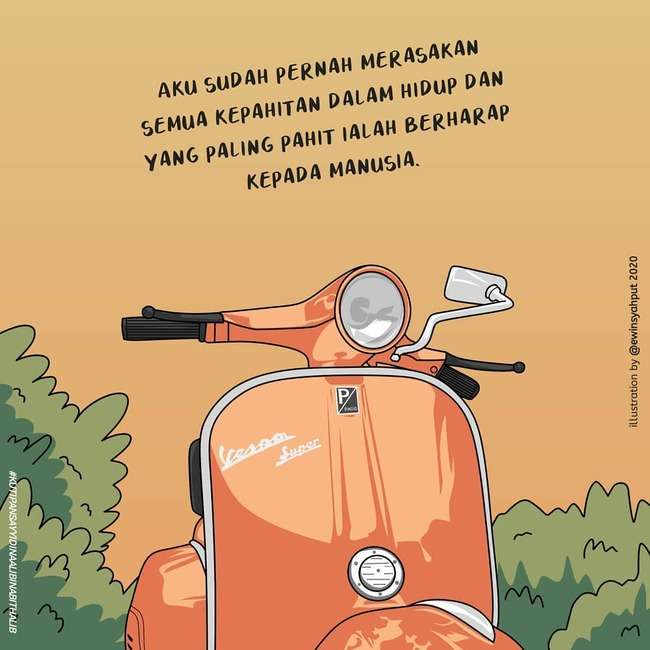 AKU SUDAH PERNAH MERASAKAN
SEMUA KEPAHITAN DALAM HIDUP DAN
YANG PALING PAHIT IALAH BERHARAP
KEPADA MANUSIA.
illustration by @ewinsyahput 2020
P
Vespa
Super
#KUTIPANSAYYIDINAALIBINABITHALIB